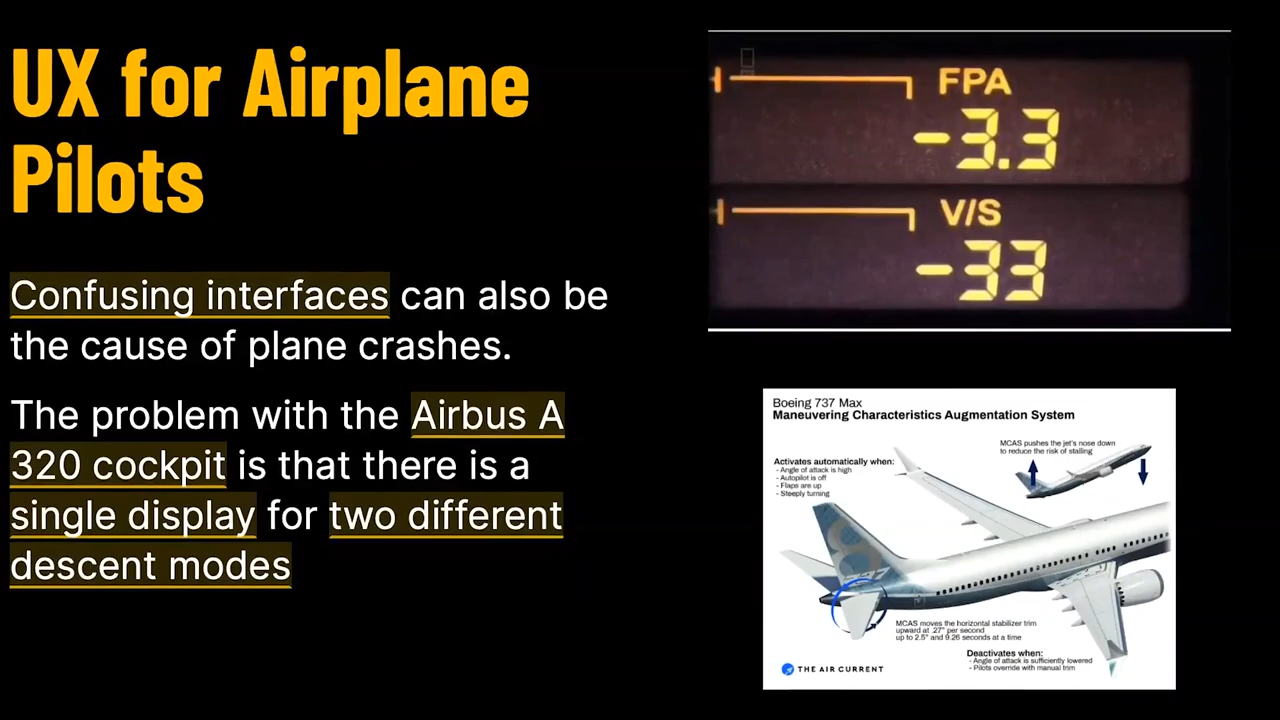 UX for Airplane
Pilots
Confusing interfaces can also be
the cause of plane crashes.
The problem with the Airbus A
320 cockpit is that there is a
single display for two different
descent modes
FPA
-3.3
V/S
-33
Boeing 737 Max
Maneuvering Characteristics Augmentation System
MCAS pushes the jet's nose down
to reduce the risk of stalling
Activates automatically when:
- Angle of attack is high
- Autopilot is off
- Flaps are up
- Steeply turning
MCAS moves the horizontal stabilizer trim
upward at .27° per second
up to 2.5° and 9.26 seconds at a time
Deactivates when:
- Angle of attack is sufficiently lowered
- Pilots override with manual trim
THE AIR CURRENT